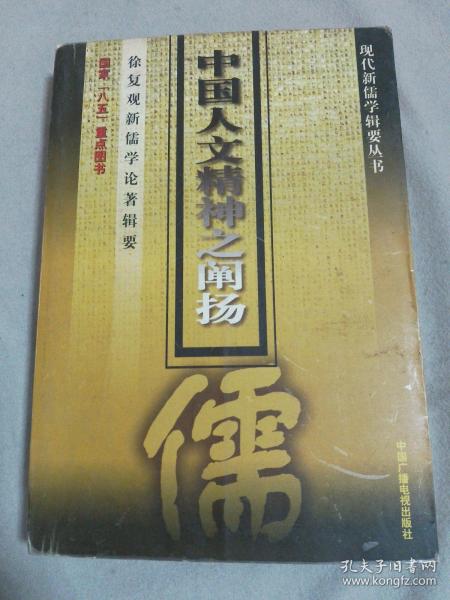 现代新儒学辑要丛书
中国人文精神之阐扬
徐复观新儒学论著辑要
国家「八五」重点图书
儒
中国广播电视出版社
孔夫子旧书网
www.kongfz.com